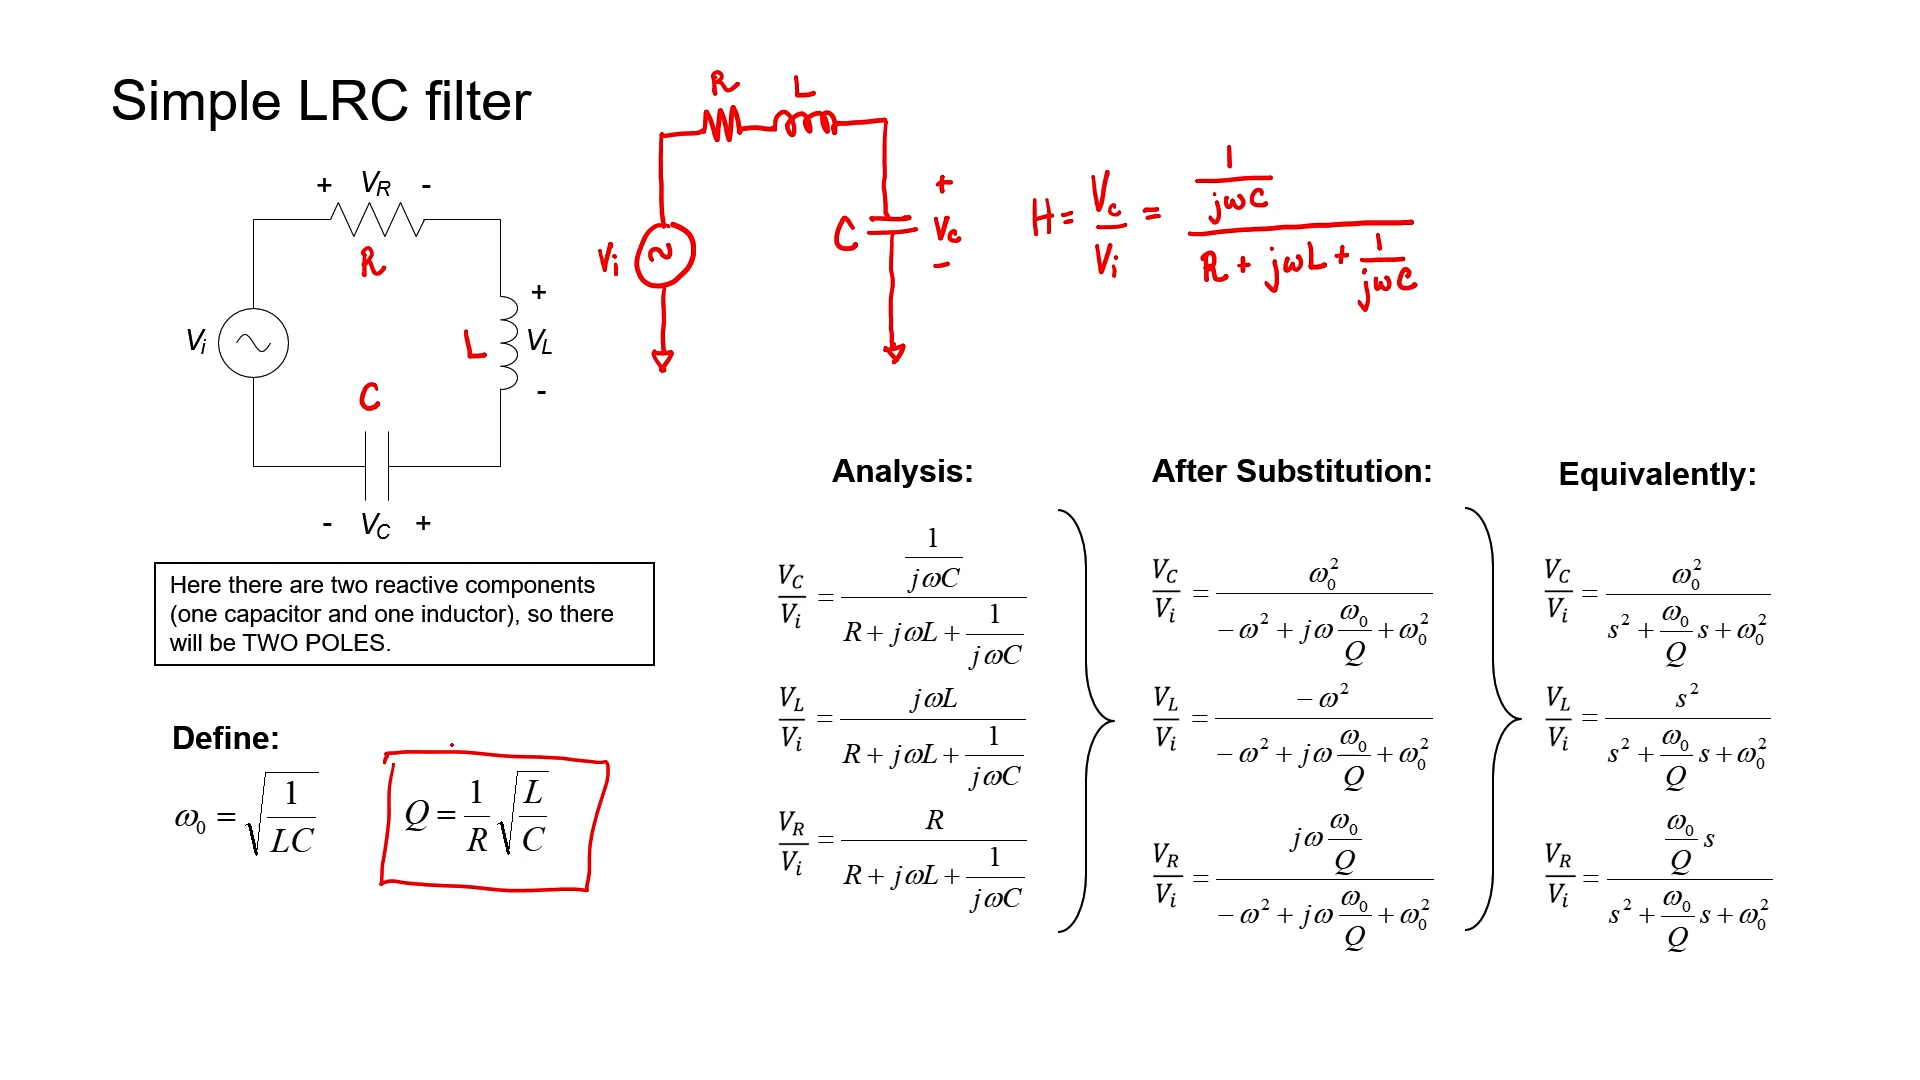 Simple LRC filter
+ V_R -
R
V_i
L
+
V_L
-
C
- V_C +
R L
V_i
C
+
V_c
-
H = V_c / V_i = (1/jωC) / (R + jωL + 1/jωC)
Here there are two reactive components
(one capacitor and one inductor), so there
will be TWO POLES.
Define:
ω_0 = √(1/LC)
Q = (1/R) √(L/C)
Analysis:
V_C / V_i = (1/jωC) / (R + jωL + 1/jωC)
V_L / V_i = jωL / (R + jωL + 1/jωC)
V_R / V_i = R / (R + jωL + 1/jωC)
After Substitution:
V_C / V_i = ω_0^2 / (-ω^2 + jω ω_0/Q + ω_0^2)
V_L / V_i = -ω^2 / (-ω^2 + jω ω_0/Q + ω_0^2)
V_R / V_i = jω ω_0/Q / (-ω^2 + jω ω_0/Q + ω_0^2)
Equivalently:
V_C / V_i = ω_0^2 / (s^2 + ω_0/Q s + ω_0^2)
V_L / V_i = s^2 / (s^2 + ω_0/Q s + ω_0^2)
V_R / V_i = ω_0/Q s / (s^2 + ω_0/Q s + ω_0^2)